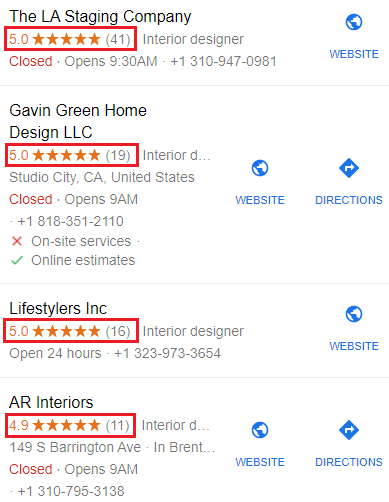 The LA Staging Company
5.0 ★★★★★ (41) Interior designer
Closed · Opens 9:30AM · +1 310-947-0981
WEBSITE
Gavin Green Home
Design LLC
5.0 ★★★★★ (19) Interior d...
Studio City, CA, United States
Closed · Opens 9AM
· +1 818-351-2110
✕ On-site services ·
✓ Online estimates
WEBSITE
DIRECTIONS
Lifestylers Inc
5.0 ★★★★★ (16) Interior designer
Open 24 hours · +1 323-973-3654
WEBSITE
AR Interiors
4.9 ★★★★★ (11) Interior d...
149 S Barrington Ave · In Brent...
Closed · Opens 9AM
· +1 310-795-3138
WEBSITE
DIRECTIONS